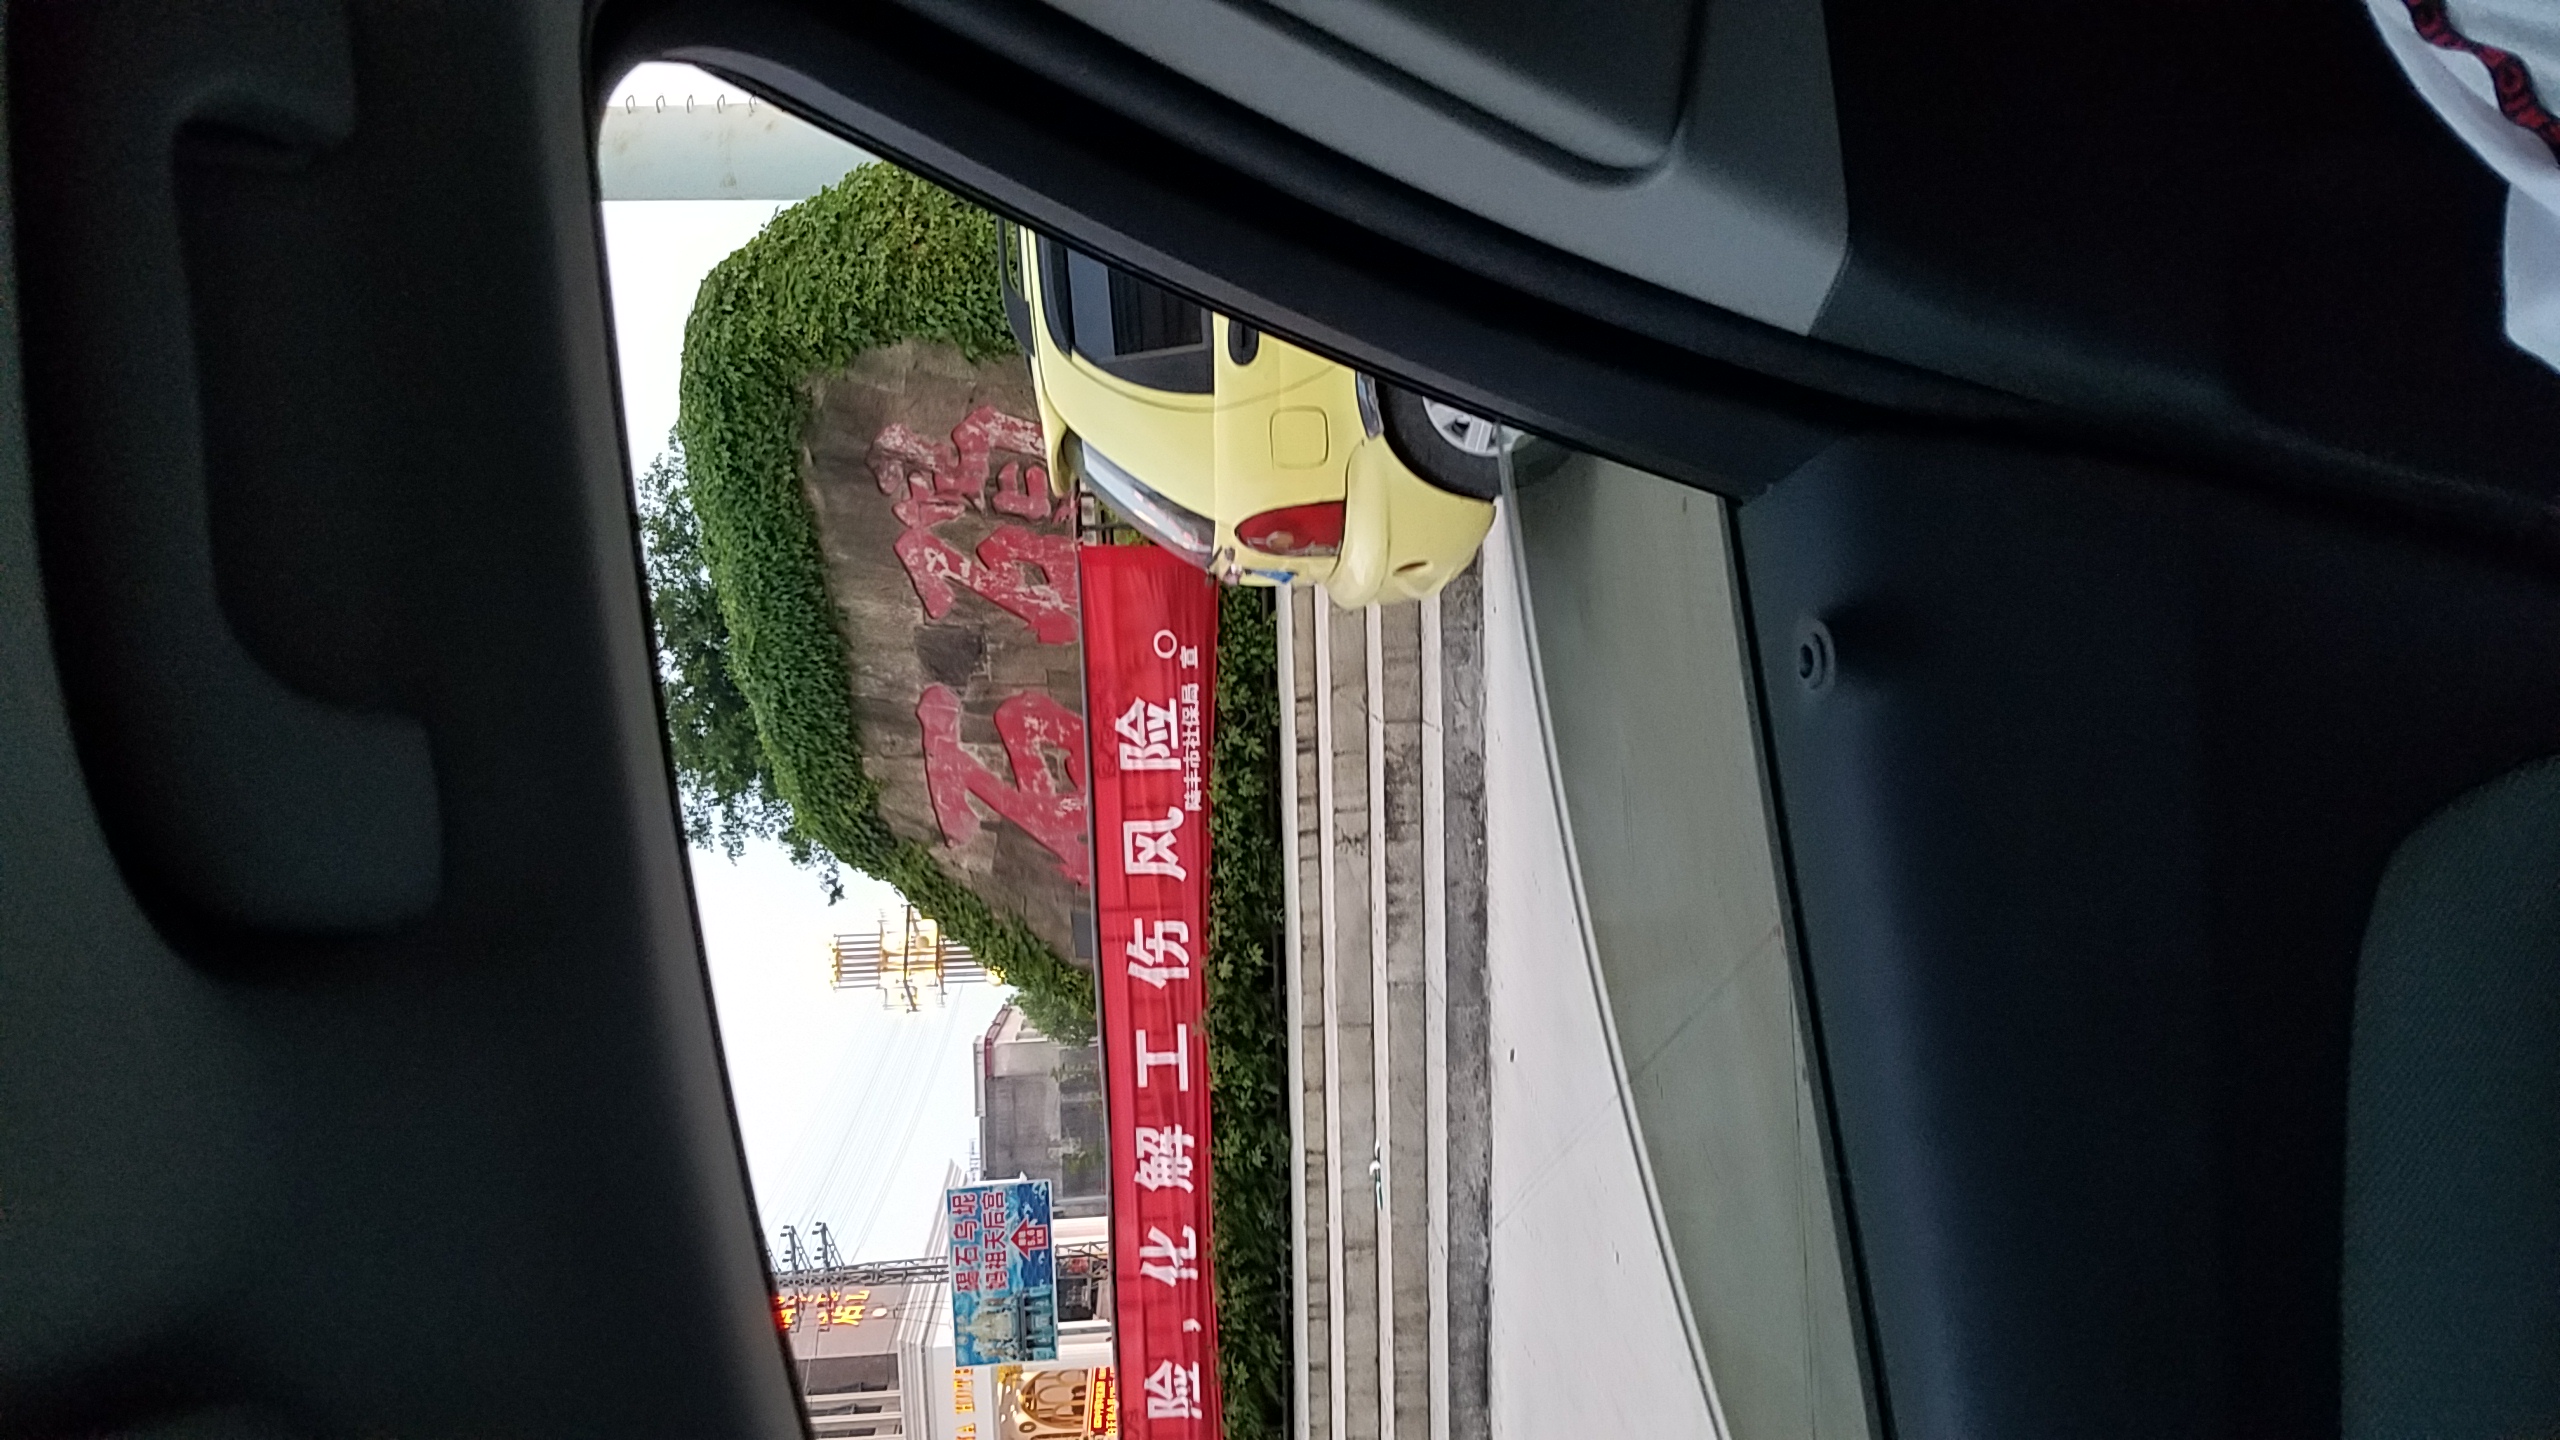 碣石
险,化解工伤风险。
陆丰市社保局 宣
碣石乌坭
妈祖天后宫